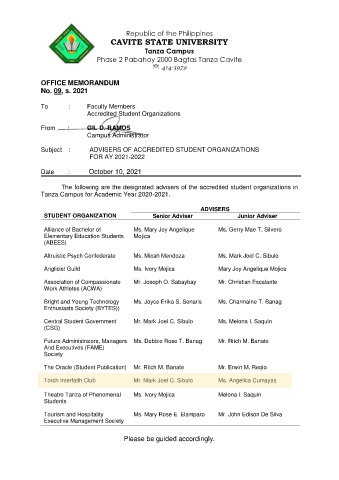 Republic of the Philippines
CAVITE STATE UNIVERSITY
Tanza Campus
Phase 2 Pabahay 2000 Bagtas Tanza Cavite
☏ 414-3979
OFFICE MEMORANDUM
No. 09, s. 2021
To : Faculty Members
Accredited Student Organizations
From : GIL D. RAMOS
Campus Administrator
Subject : ADVISERS OF ACCREDITED STUDENT ORGANIZATIONS
FOR AY 2021-2022
Date : October 10, 2021
The following are the designated advisers of the accredited student organizations in
Tanza Campus for Academic Year 2020-2021.
ADVISERS
STUDENT ORGANIZATION Senior Adviser Junior Adviser
Alliance of Bachelor of Ms. Mary Joy Angelique Ms. Gerry Mae T. Silvero
Elementary Education Students Mojica
(ABEES)
Altruistic Psych Confederate Ms. Micah Mendoza Ms. Mark Joel C. Sibulo
Anglicist Guild Ms. Ivory Mojica Mary Joy Angelique Mojica
Association of Compassionate Mr. Joseph O. Sabaybay Mr. Christian Escalante
Work Athletes (ACWA)
Bright and Young Technology Ms. Joyce Erika S. Sonaris Ms. Charmaine T. Banag
Enthusiasts Society (BYTES))
Central Student Government Mr. Mark Joel C. Sibulo Ms. Melona I. Saquin
(CSG)
Future Administrators, Managers Ms. Debbie Rose T. Banag Mr. Rlich M. Banate
And Executives (FAME)
Society
The Oracle (Student Publication) Mr. Rlich M. Banate Mr. Erwin M.
Torch Interfaith Club Mr. Mark Joel C. Sibulo Ms. Angelica Cumayas
Theatro Tanza of Phenomenal Ms. Ivory Mojica Melona I. Saquin
Students
Tourism and Hospitality Ms. Mary Rose E. Elamparo Mr. John Edison De Silva
Executive Management Society
Please be guided accordingly.